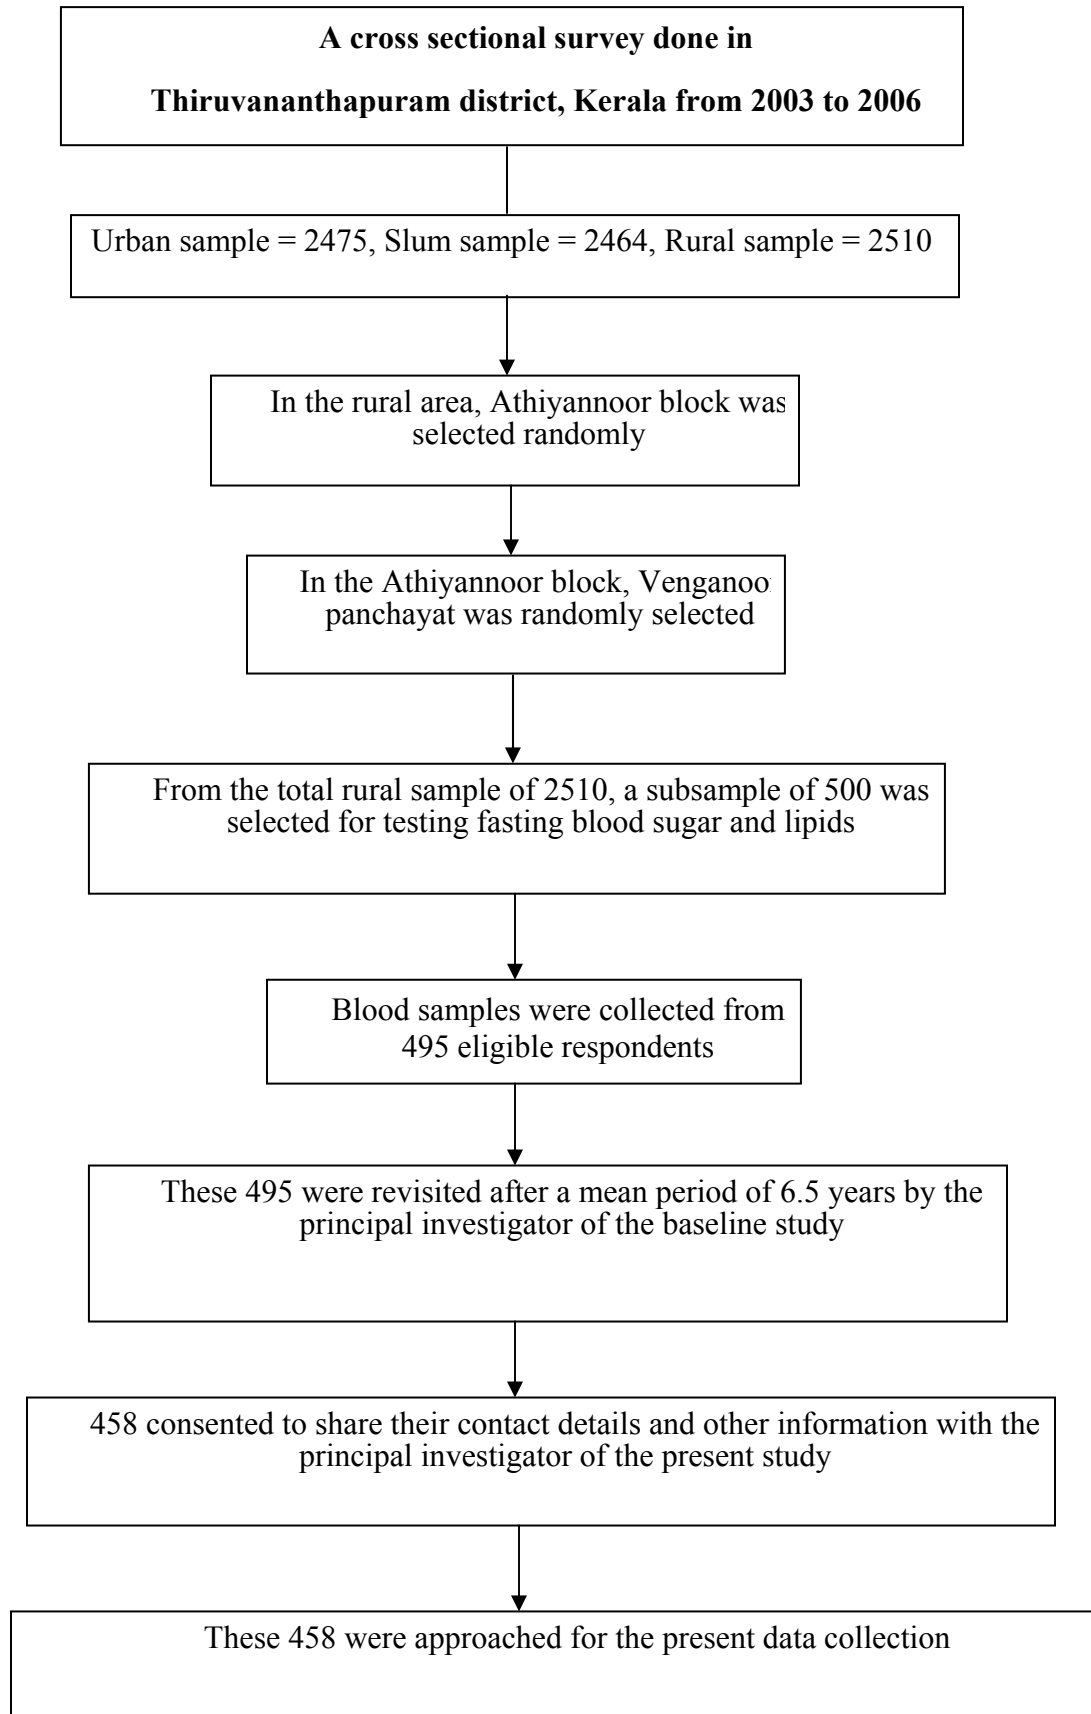 A cross sectional survey done in
Thiruvananthapuram district, Kerala from 2003 to 2006
Urban sample = 2475, Slum sample = 2464, Rural sample = 2510
In the rural area, Athiyannoor block was
selected randomly
In the Athiyannoor block, Venganoo
panchayat was randomly selected
From the total rural sample of 2510, a subsample of 500 was
selected for testing fasting blood sugar and lipids
Blood samples were collected from
495 eligible respondents
These 495 were revisited after a mean period of 6.5 years by the
principal investigator of the baseline study
458 consented to share their contact details and other information with the
principal investigator of the present study
These 458 were approached for the present data collection